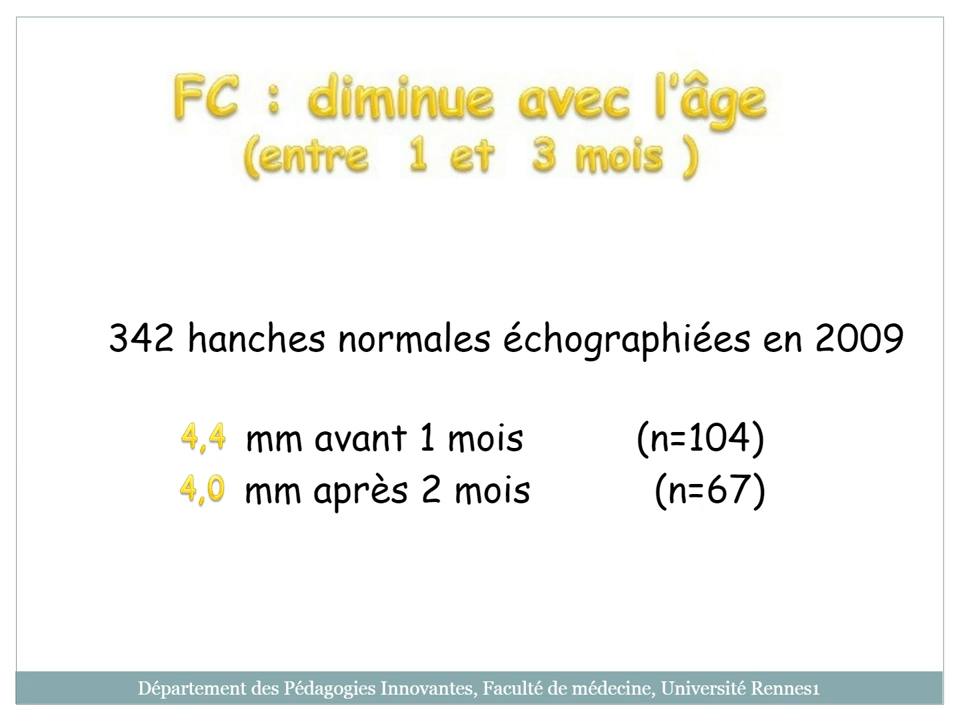 FC : diminue avec l'âge
(entre 1 et 3 mois )
342 hanches normales échographiées en 2009
4,4 mm avant 1 mois (n=104)
4,0 mm après 2 mois (n=67)
Département des Pédagogies Innovantes, Faculté de médecine, Université Rennes1